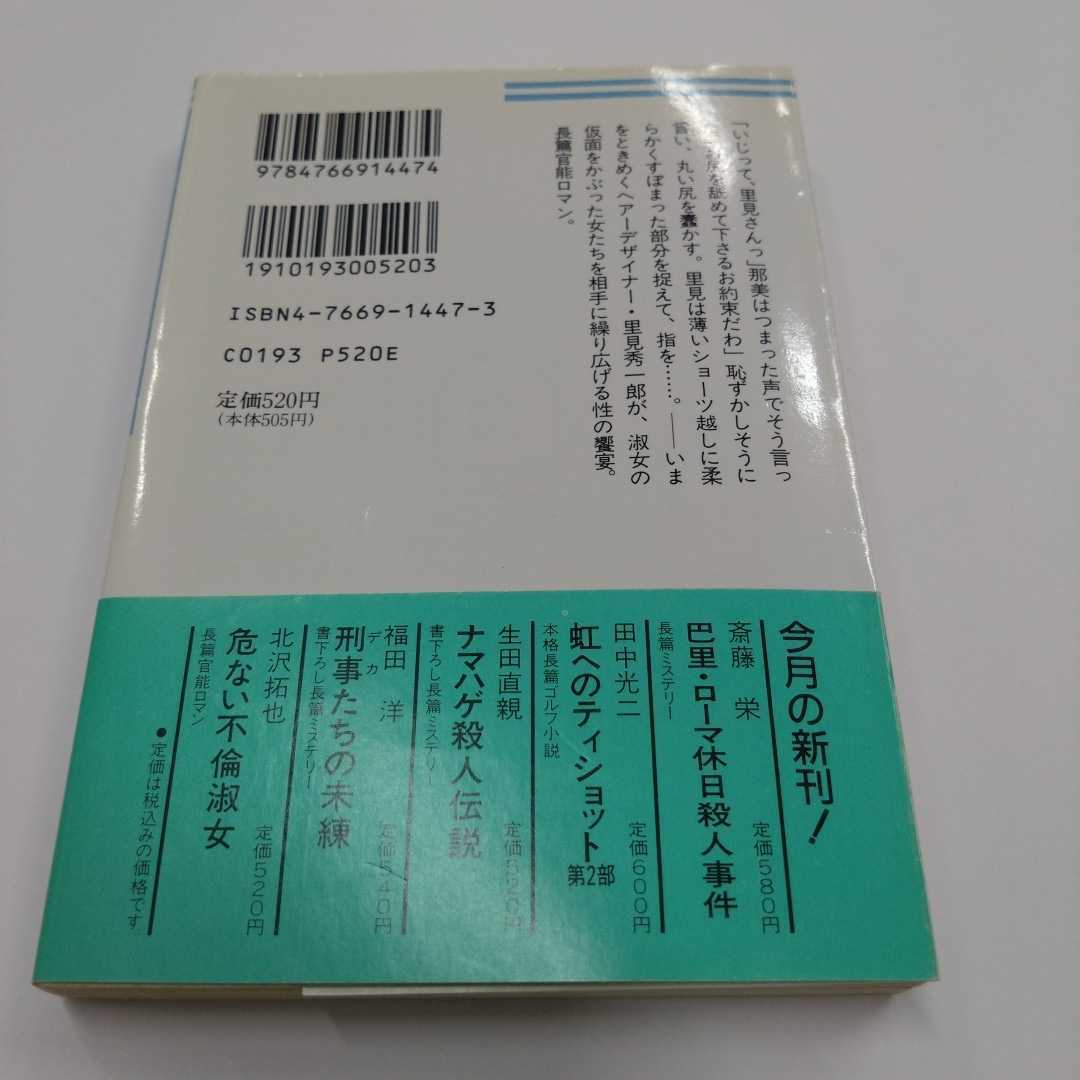 9784766914474
1910193005203
ISBN4-7669-1447-3
C0193 P520E
定価520円
(本体505円)
「いじって、里見さんっ」那美はつまった声でそう言っ
尻を舐めて下さるお約束だわ」恥ずかしそうに
言い、丸い尻を蠢かす。里見は薄いショーツ越しに柔
らかくすぼまった部分を捉えて、指を……。――いま
をときめくヘアーデザイナー・里見秀一郎が、淑女の
仮面をかぶった女たちを相手に繰り広げる性の饗宴。
長篇官能ロマン。
今月の新刊!
斎藤 栄
巴里・ローマ休日殺人事件
長篇ミステリー
定価580円
田中光二
虹へのティショット 第2部
本格長篇ゴルフ小説
定価600円
生田直親
ナマハゲ殺人伝説
書下ろし長篇ミステリー
定価520円
福田 洋
デカ
刑事たちの未練
書下ろし長篇ミステリー
定価540円
北沢拓也
危ない不倫淑女
長篇官能ロマン
定価520円
●定価は税込みの価格です